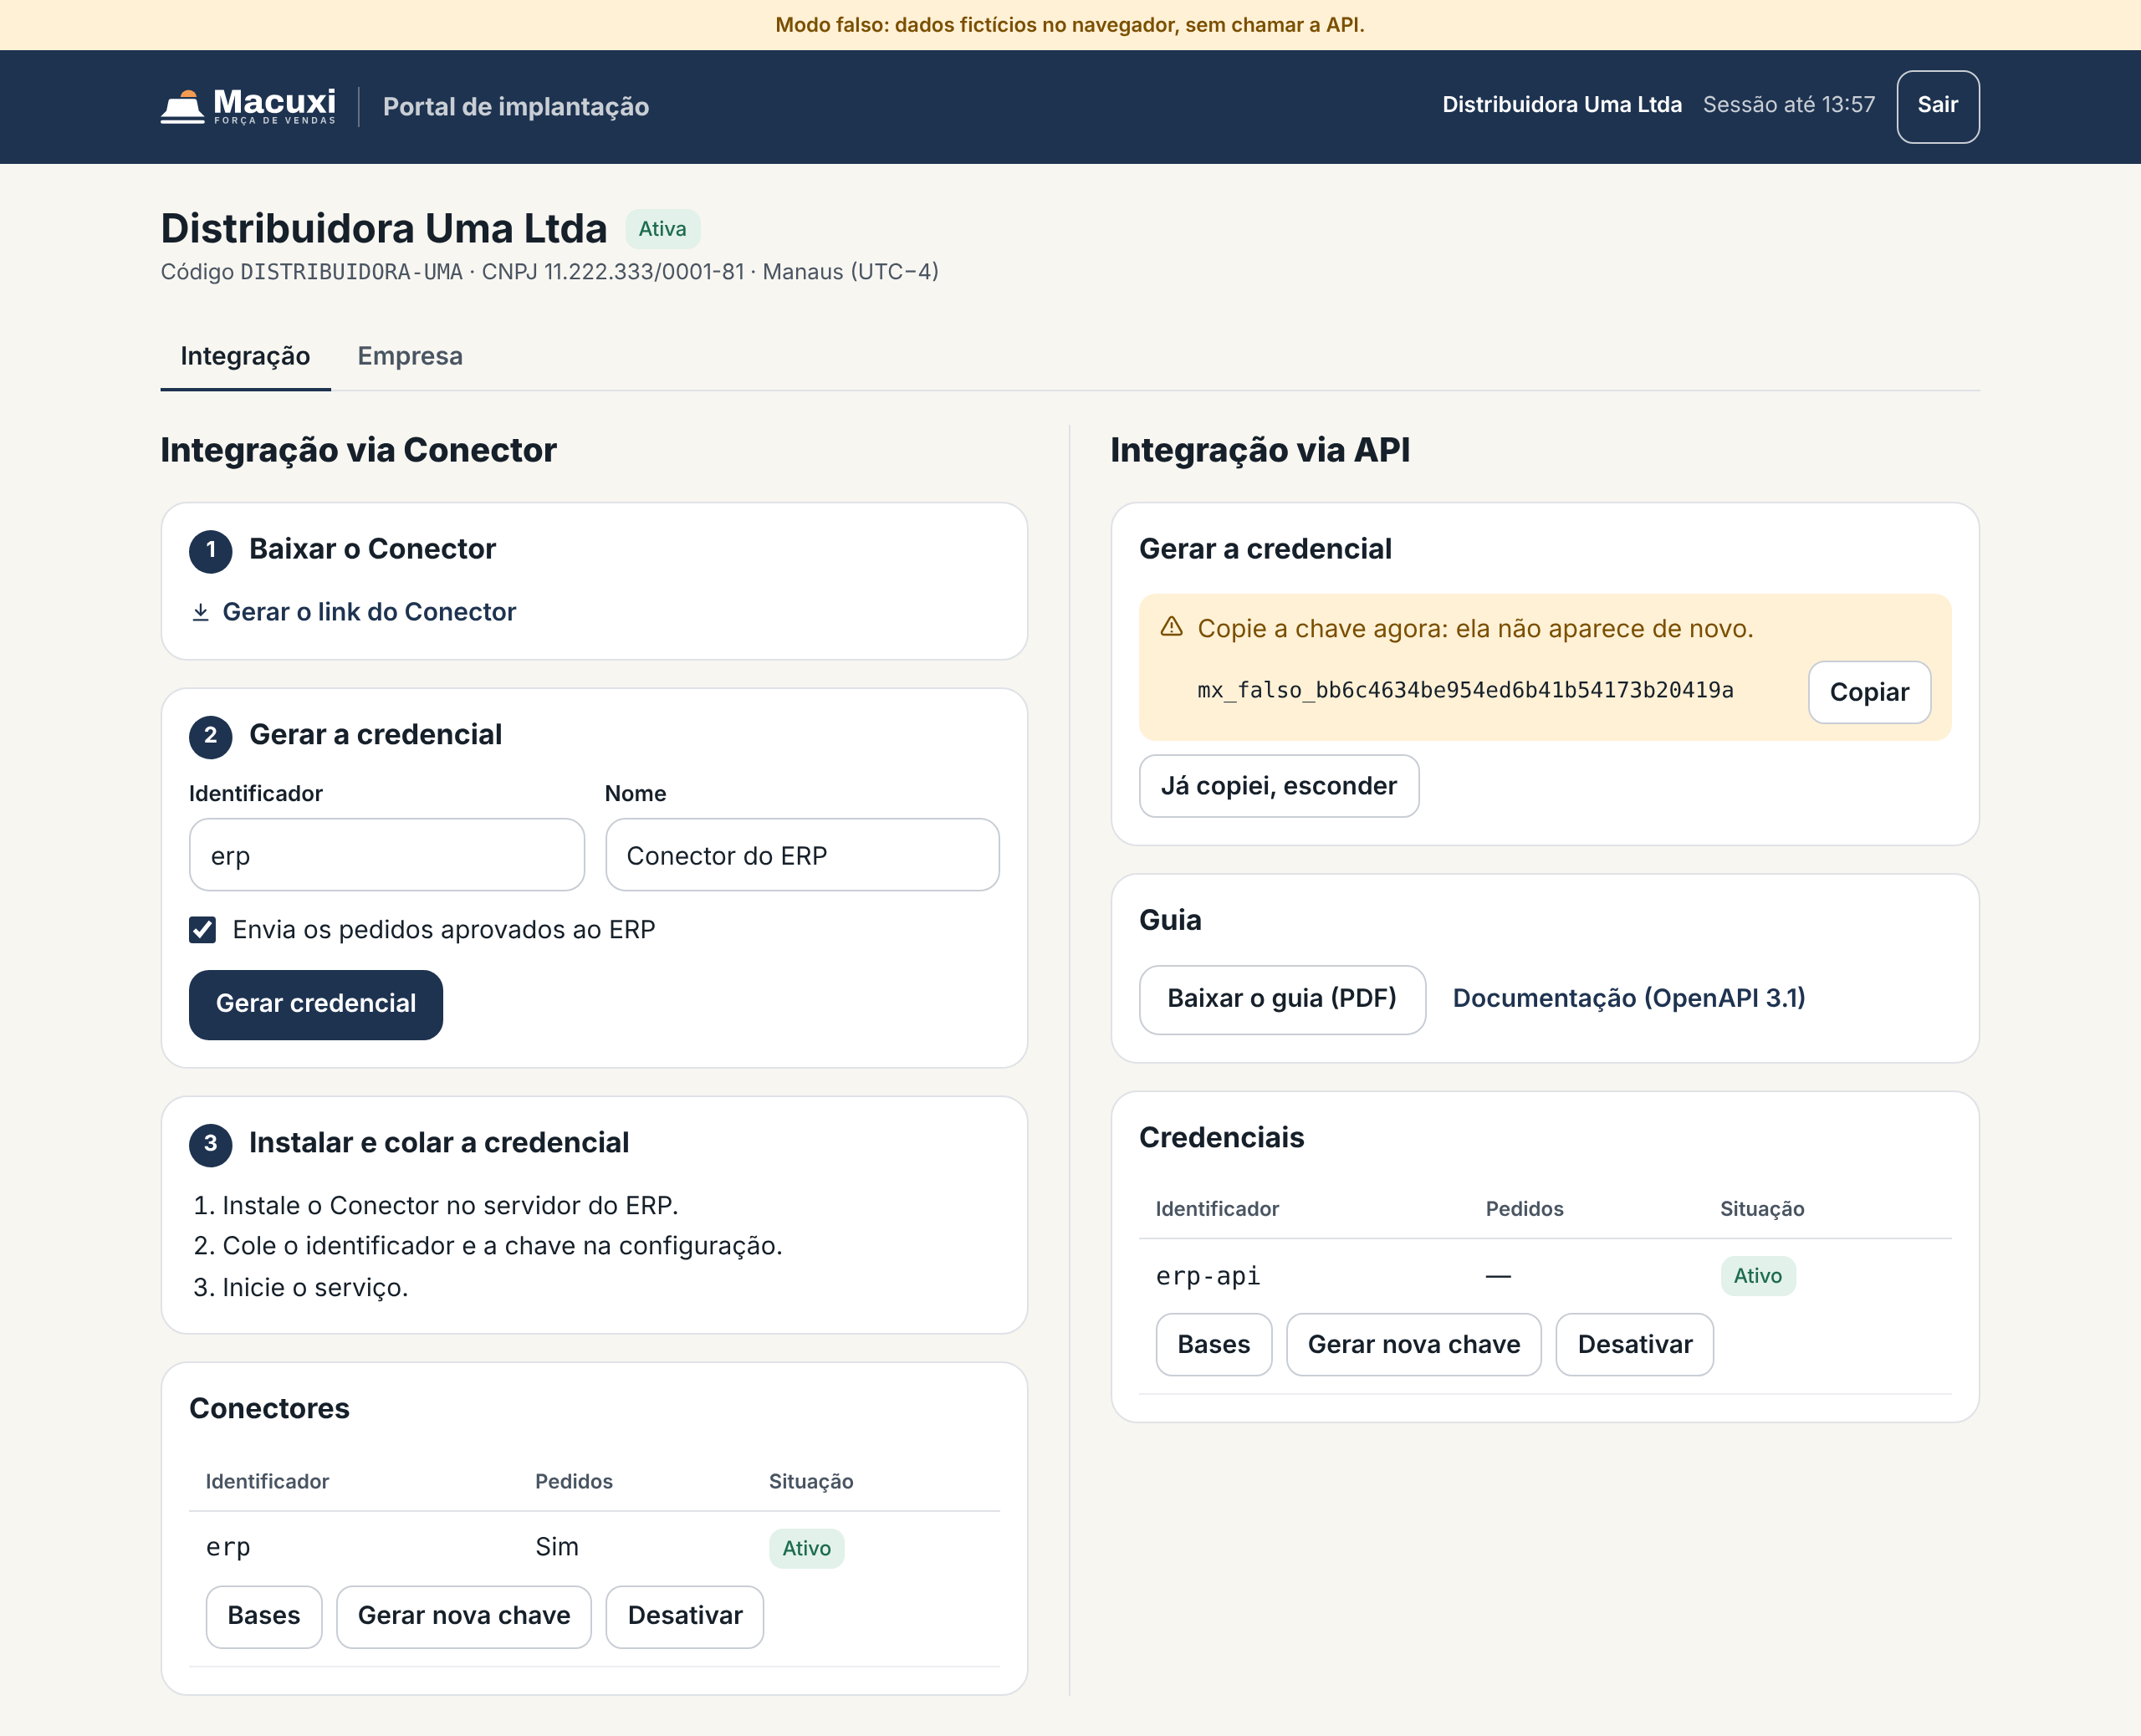 Modo falso: dados fictícios no navegador, sem chamar a API.
Macuxi
FORÇA DE VENDAS
Portal de implantação
Distribuidora Uma Ltda
Sessão até 13:57
Sair
Distribuidora Uma Ltda
Ativa
Código DISTRIBUIDORA-UMA · CNPJ 11.222.333/0001-81 · Manaus (UTC−4)
Integração
Empresa
Integração via Conector
1 Baixar o Conector
Gerar o link do Conector
2 Gerar a credencial
Identificador
Nome
erp
Conector do ERP
Envia os pedidos aprovados ao ERP
Gerar credencial
3 Instalar e colar a credencial
1. Instale o Conector no servidor do ERP.
2. Cole o identificador e a chave na configuração.
3. Inicie o serviço.
Conectores
Identificador Pedidos Situação
erp Sim Ativo
Bases
Gerar nova chave
Desativar
Integração via API
Gerar a credencial
Copie a chave agora: ela não aparece de novo.
mx_falso_bb6c4634be954ed6b41b54173b20419a
Copiar
Já copiei, esconder
Guia
Baixar o guia (PDF)
Documentação (OpenAPI 3.1)
Credenciais
Identificador Pedidos Situação
erp-api — Ativo
Bases
Gerar nova chave
Desativar